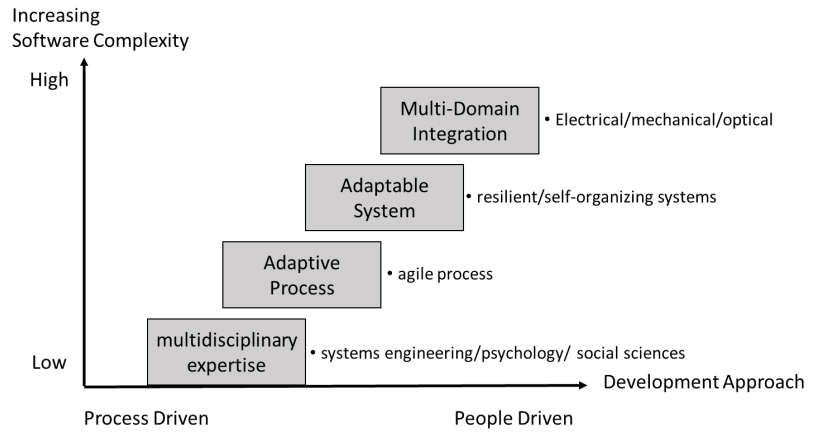 Increasing
Software Complexity
High
Multi-Domain
Integration
• Electrical/mechanical/optical
Adaptable
System
• resilient/self-organizing systems
Adaptive
Process
• agile process
multidisciplinary
expertise
• systems engineering/psychology/ social sciences
Low
Development Approach
Process Driven
People Driven